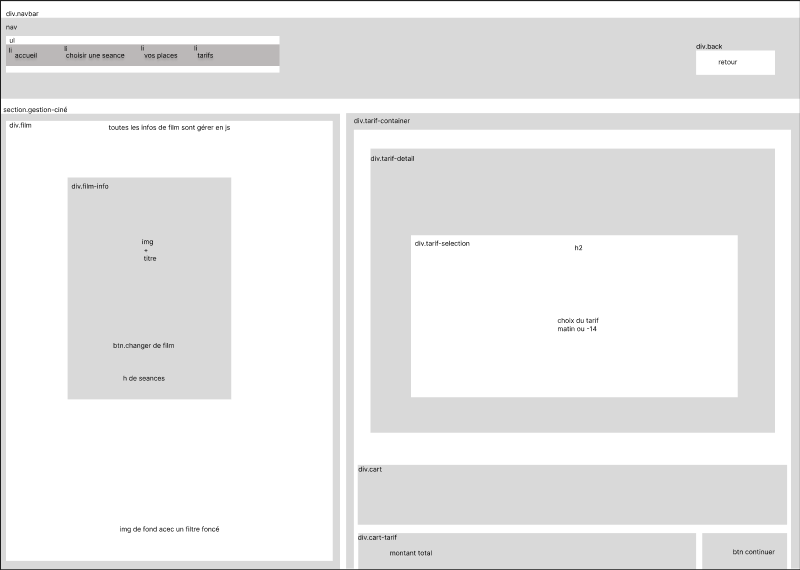 div.navbar
nav
ul
li
accueil
li
choisir une seance
li
vos places
li
tarifs
div.back
retour
section.gestion-ciné
div.film
toutes les infos de film sont gérer en js
div.film-info
img
+
titre
btn.changer de film
h de seances
img de fond acec un filtre foncé
div.tarif-container
div.tarif-detail
div.tarif-selection
h2
choix du tarif
matin ou -14
div.cart
div.cart-tarif
montant total
btn continuer